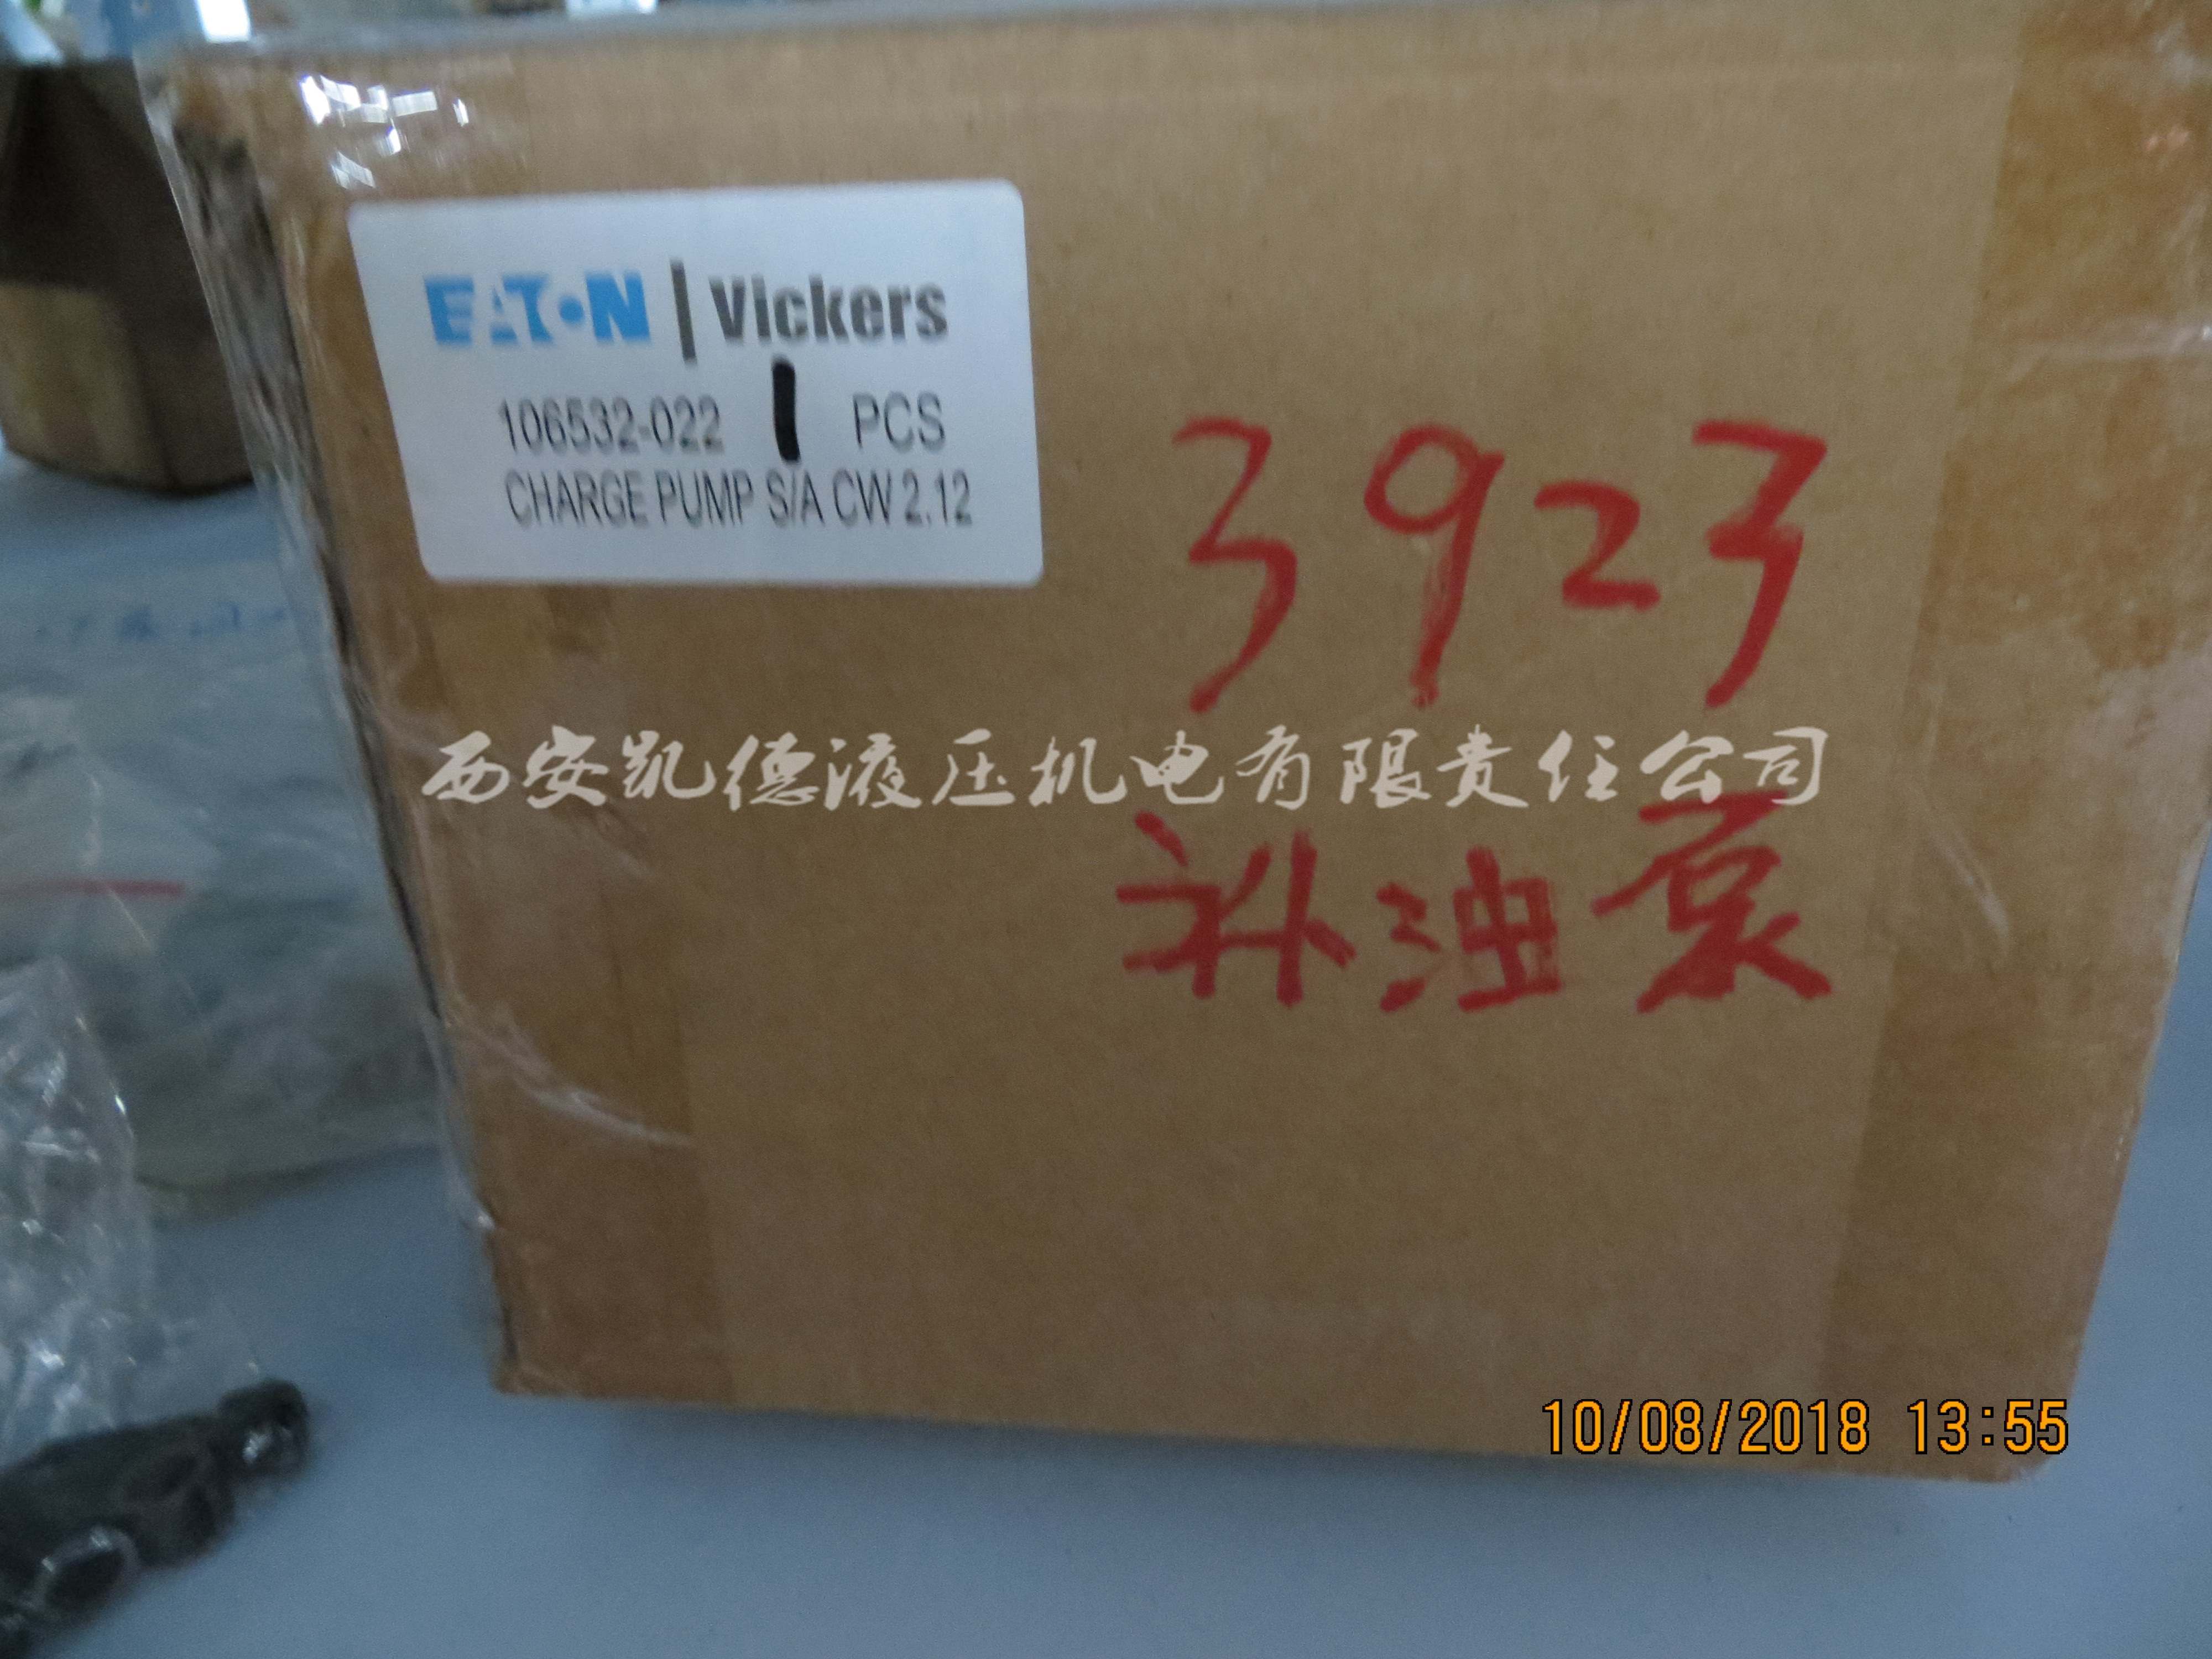 EATON | Vickers
106532-022 1 PCS
CHARGE PUMP S/A CW 2.12
3923
西安凯德液压机电有限责任公司
补油泵
10/08/2018 13:55